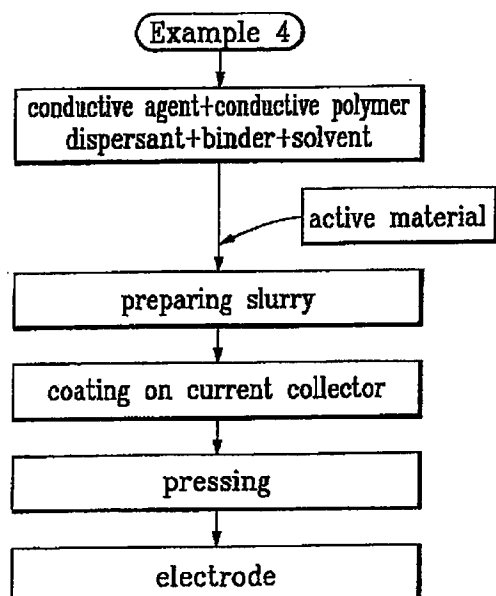 Example 4
conductive agent+conductive polymer
dispersant+binder+solvent
active material
preparing slurry
coating on current collector
pressing
electrode